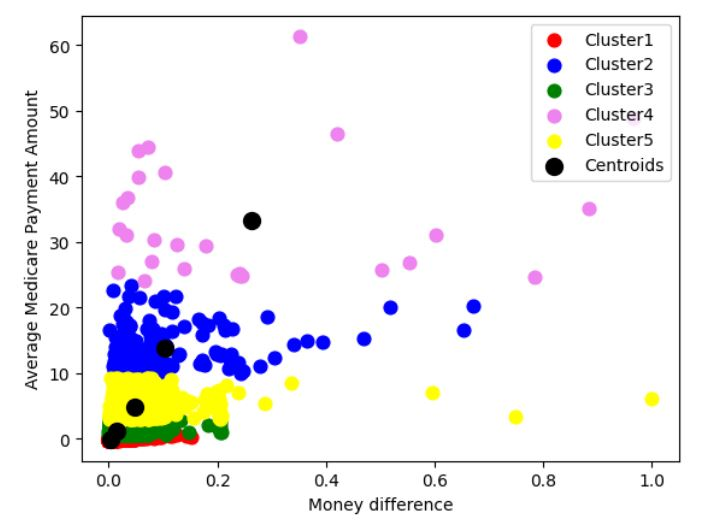 Average Medicare Payment Amount
60
50
40
30
20
10
0
Cluster1
Cluster2
Cluster3
Cluster4
Cluster5
Centroids
0.0 0.2 0.4 0.6 0.8 1.0
Money difference